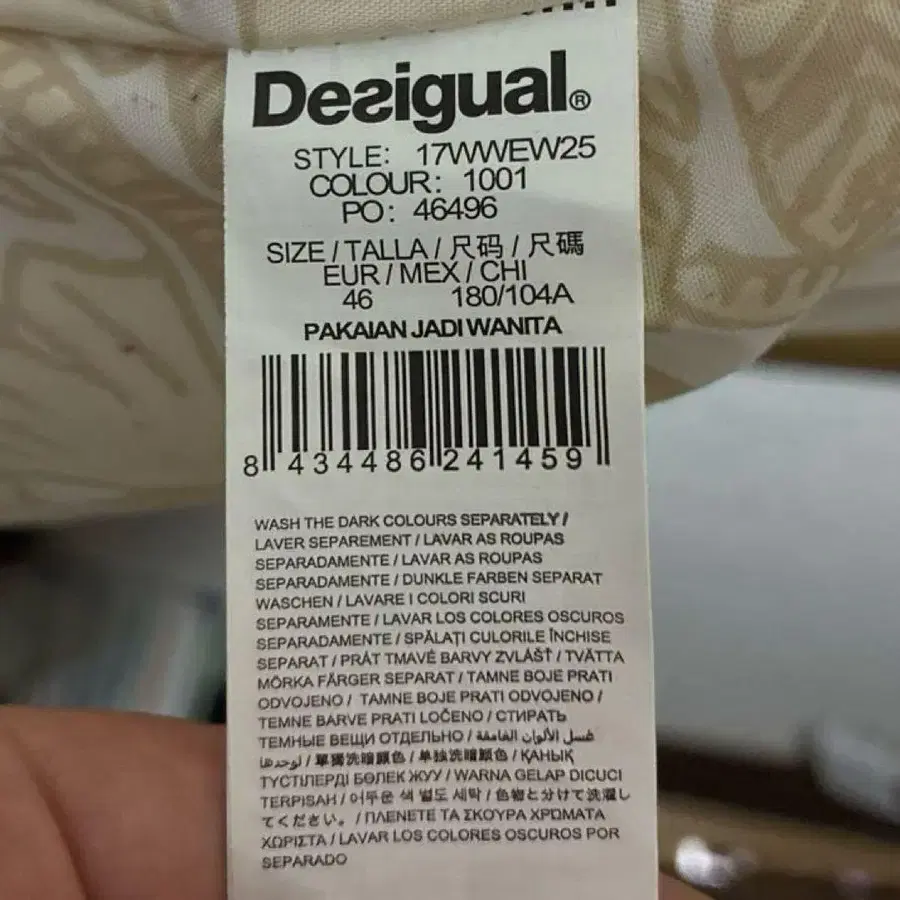 Desigual®
STYLE: 17WWEW25
COLOUR: 1001
PO: 46496
SIZE / TALLA / 尺码 / 尺碼
EUR / MEX / CHI
46 180/104A
PAKAIAN JADI WANITA
8 434486 241459
WASH THE DARK COLOURS SEPARATELY /
LAVER SEPAREMENT / LAVAR AS ROUPAS
SEPARADAMENTE / LAVAR AS ROUPAS
SEPARADAMENTE / DUNKLE FARBEN SEPARAT
WASCHEN / LAVARE I COLORI SCURI
SEPARAMENTE / LAVAR LOS COLORES OSCUROS
SEPARADAMENTE / SPĂLAȚI CULORILE ÎNCHISE
SEPARAT / PRÁT TMAVÉ BARVY ZVLÁŠŤ / TVÄTTA
MÖRKA FÄRGER SEPARAT / TAMNE BOJE PRATI
ODVOJENO / TAMNE BOJE PRATI ODVOJENO /
TEMNE BARVE PRATI LOČENO / СТИРАТЬ
ТЕМНЫЕ ВЕЩИ ОТДЕЛЬНО / غسل الألوان الغامقة
لوحدها / 單獨洗暗顏色 / 单独洗暗颜色 / ҚАНЫҚ
ТҮСТІЛЕРДІ БӨЛЕК ЖУУ / WARNA GELAP DICUCI
TERPISAH / 어두운 색 별도 세탁 / 色物と分けて洗濯し
てください。 / ΠΛΕΝΕΤΕ ΤΑ ΣΚΟΥΡΑ ΧΡΩΜΑΤΑ
ΧΩΡΙΣΤΑ / LAVAR LOS COLORES OSCUROS POR
SEPARADO